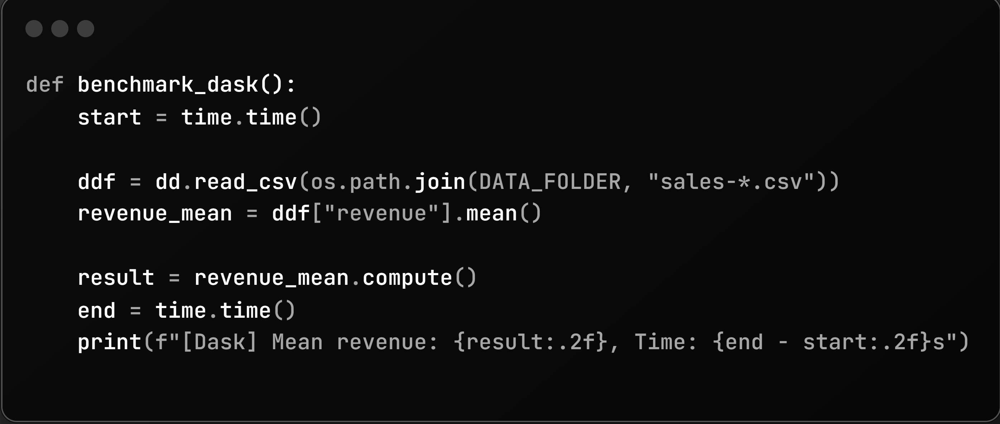 def benchmark_dask():
    start = time.time()

    ddf = dd.read_csv(os.path.join(DATA_FOLDER, "sales-*.csv"))
    revenue_mean = ddf["revenue"].mean()

    result = revenue_mean.compute()
    end = time.time()
    print(f"[Dask] Mean revenue: {result:.2f}, Time: {end - start:.2f}s")